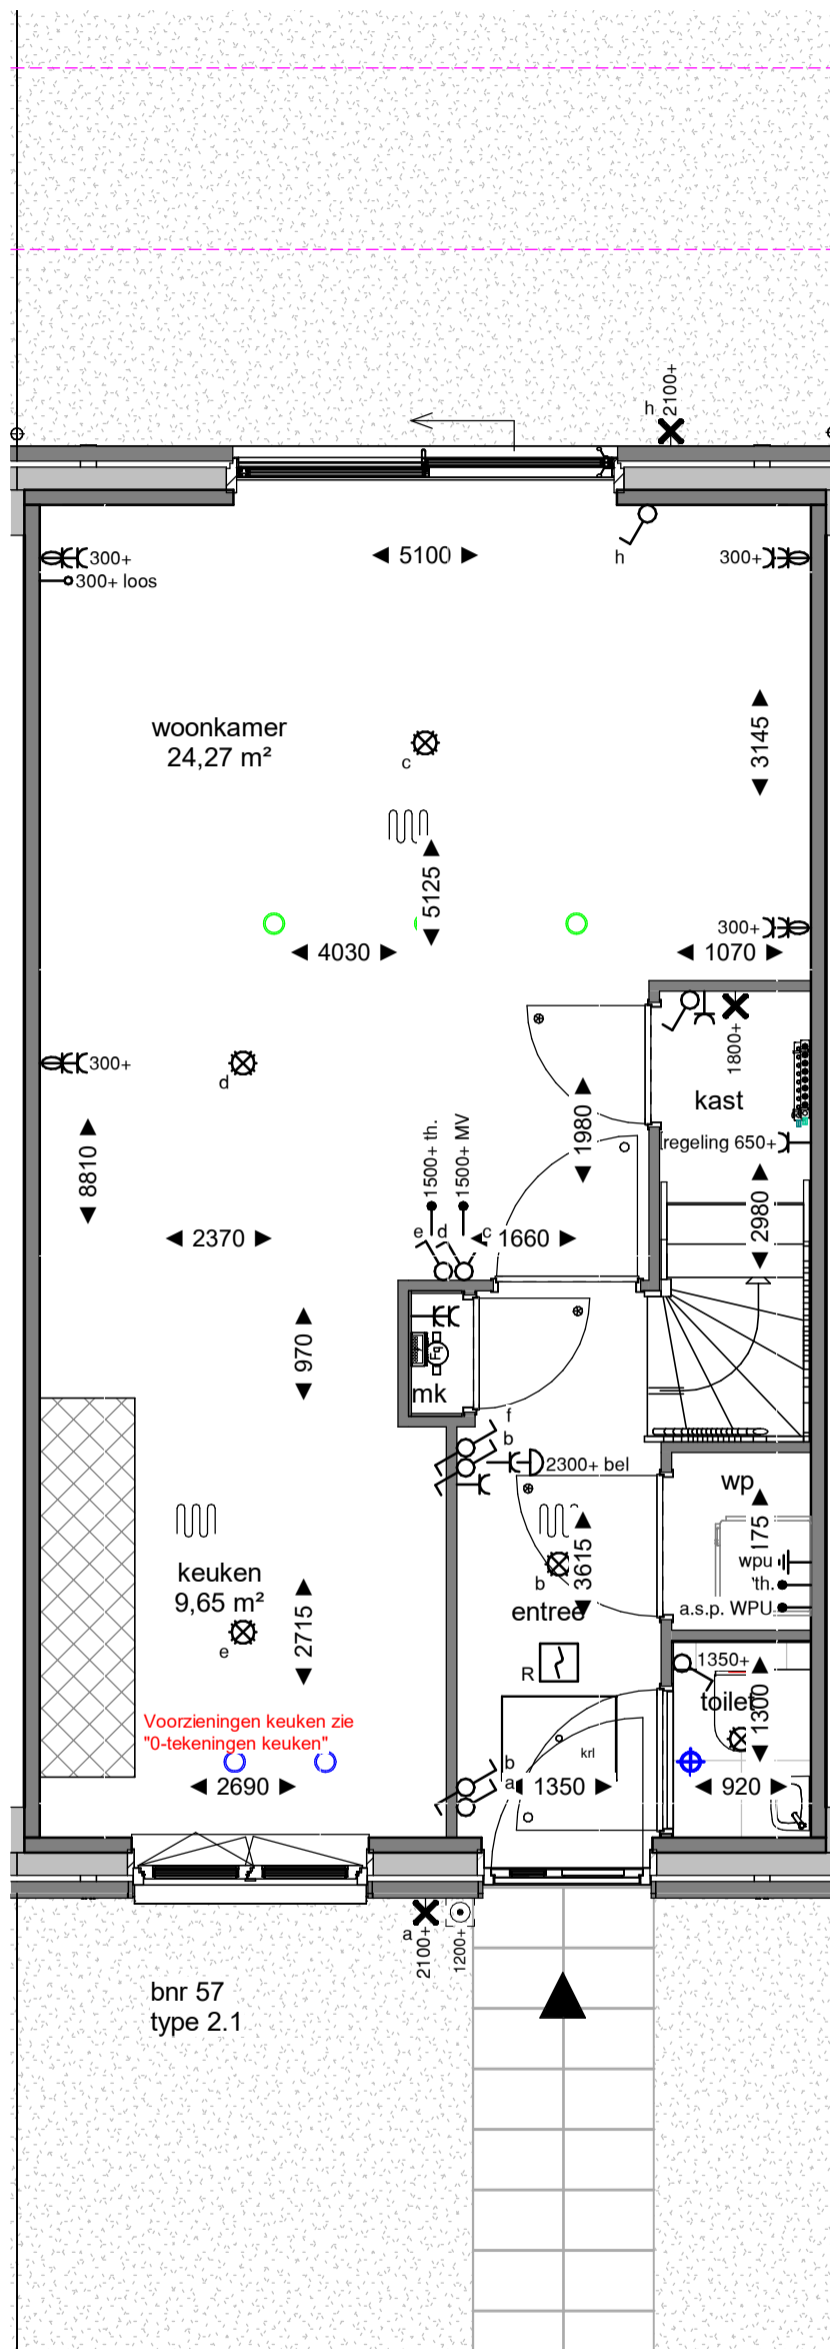 h
2100+
300+
5100
h
300+
300+ loos
woonkamer
24,27 m²
3145
c
5125
300+
4030
1070
1800+
d
300+
kast
1980
regeling 650+
8810
1500+ th.
1500+ MV
2980
2370
e
d
c
1660
970
Fq
mk
f
b
2300+ bel
wp
175
keuken
9,65 m²
3615
wpu
th.
b
a.s.p. WPU
entree
2715
e
R
1350+
toilet
1300
Voorzieningen keuken zie
"0-tekeningen keuken"
krl
b
a
2690
1350
920
a
2100+
1200+
bnr 57
type 2.1